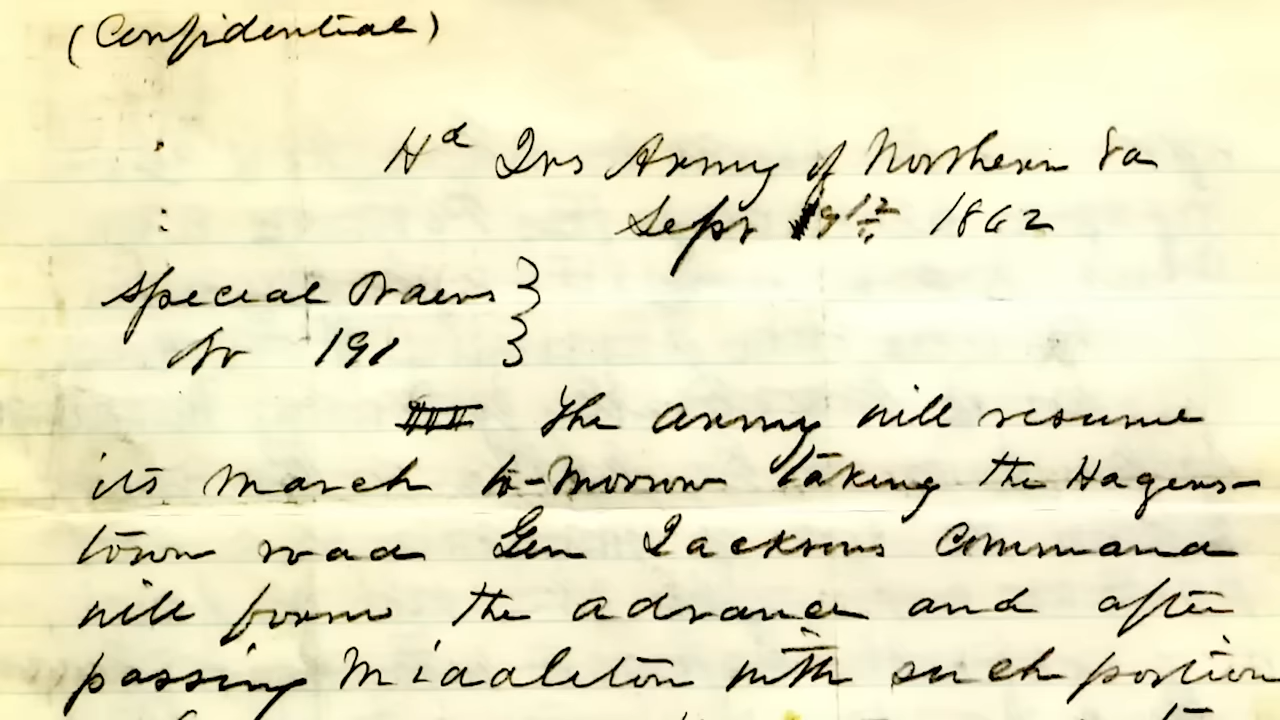 (Confidential)
Hd Qrs Army of Northern Va
Sept 9th 1862
Special Orders }
No 191 }
III The Army will resume
its march to-morrow taking the Hagers-
town road Gen Jacksons Command
will form the advance and after
passing Middleton with such portion